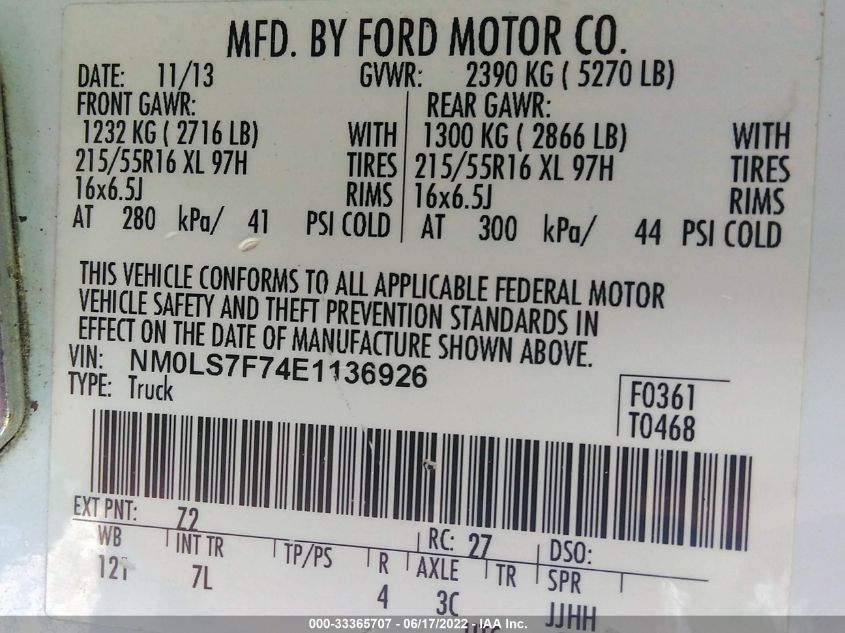 MFD. BY FORD MOTOR CO.
DATE: 11/13 GVWR: 2390 KG ( 5270 LB)
FRONT GAWR: REAR GAWR:
1232 KG ( 2716 LB) WITH 1300 KG ( 2866 LB) WITH
215/55R16 XL 97H TIRES 215/55R16 XL 97H TIRES
16x6.5J RIMS 16x6.5J RIMS
AT 280 kPa/ 41 PSI COLD AT 300 kPa/ 44 PSI COLD
THIS VEHICLE CONFORMS TO ALL APPLICABLE FEDERAL MOTOR
VEHICLE SAFETY AND THEFT PREVENTION STANDARDS IN
EFFECT ON THE DATE OF MANUFACTURE SHOWN ABOVE.
VIN: NM0LS7F74E1136926
TYPE: Truck F0361
T0468
EXT PNT: Z2 RC: 27 DSO:
WB INT TR TP/PS R AXLE TR SPR
121 7L 4 3C JJHH
000-33365707 - 06/17/2022 - IAA Inc.